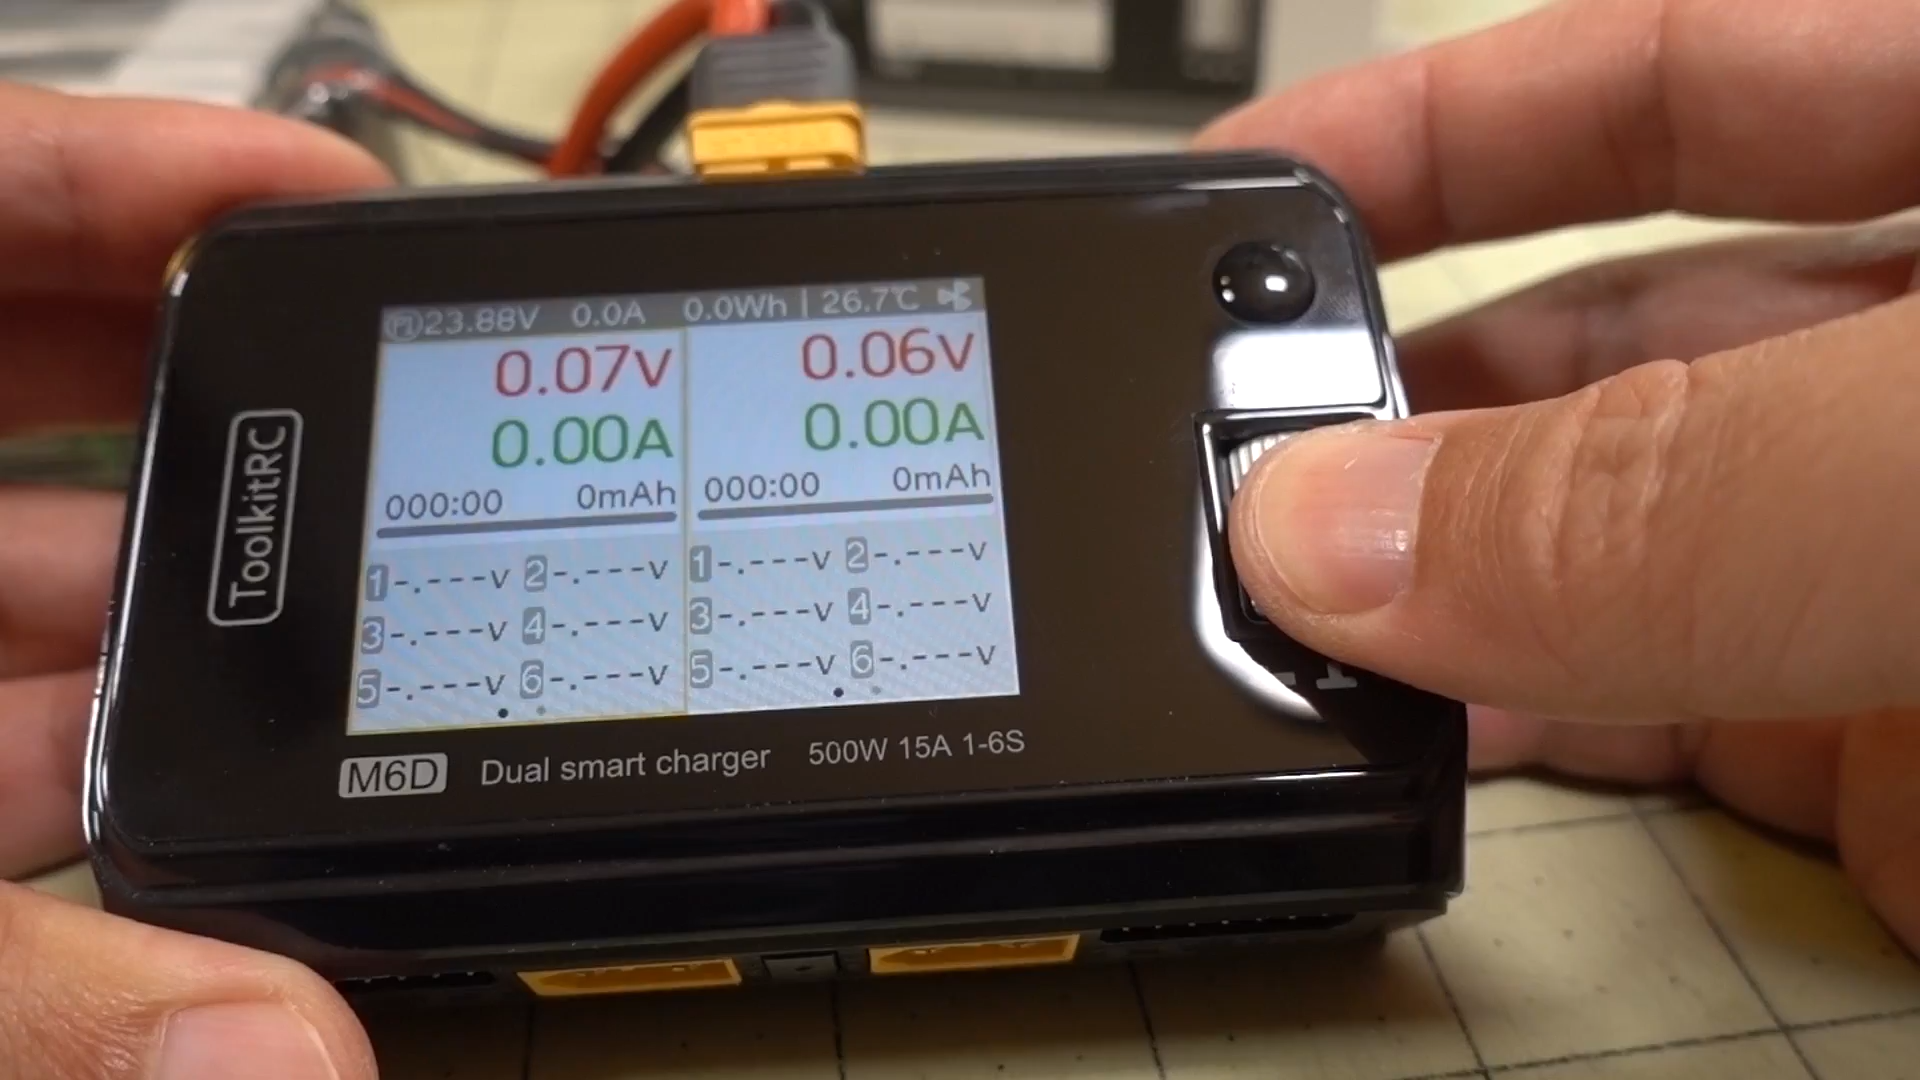 P1 23.88V 0.0A 0.0Wh | 26.7℃
0.07V 0.06V
0.00A 0.00A
000:00 0mAh 000:00 0mAh
1 -.---V 2 -.---V 1 -.---V 2 -.---V
3 -.---V 4 -.---V 3 -.---V 4 -.---V
5 -.---V 6 -.---V 5 -.---V 6 -.---V
ToolkitRC
M6D Dual smart charger 500W 15A 1-6S